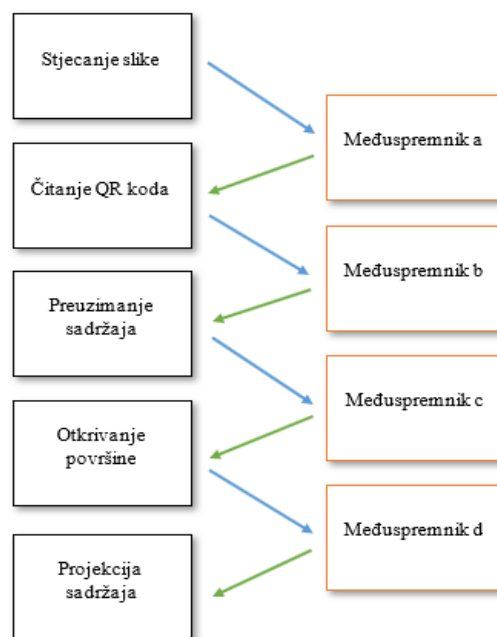 Stjecanje slike
Međuspremnik a
Čitanje QR koda
Međuspremnik b
Preuzimanje
sadržaja
Međuspremnik c
Otkrivanje
površine
Međuspremnik d
Projekcija
sadržaja